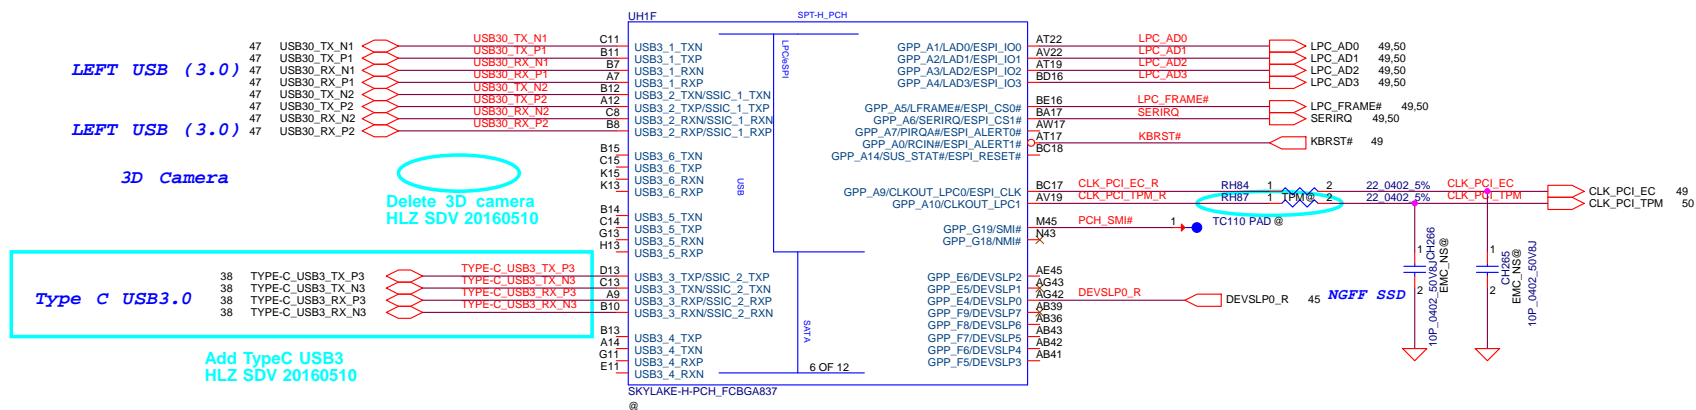 UH1F
SPT-H_PCH
LEFT USB (3.0)
LEFT USB (3.0)
3D Camera
Type C USB3.0
47 USB30_TX_N1 USB30_TX_N1 C11 USB3_1_TXN
47 USB30_TX_P1 USB30_TX_P1 B11 USB3_1_TXP
47 USB30_RX_N1 USB30_RX_N1 B7 USB3_1_RXN
47 USB30_RX_P1 USB30_RX_P1 A7 USB3_1_RXP
47 USB30_TX_N2 USB30_TX_N2 B12 USB3_2_TXN/SSIC_1_TXN
47 USB30_TX_P2 USB30_TX_P2 A12 USB3_2_TXP/SSIC_1_TXP
47 USB30_RX_N2 USB30_RX_N2 C8 USB3_2_RXN/SSIC_1_RXN
47 USB30_RX_P2 USB30_RX_P2 B8 USB3_2_RXP/SSIC_1_RXP
B15 USB3_6_TXN
C15 USB3_6_TXP
K15 USB3_6_RXN
K13 USB3_6_RXP
Delete 3D camera
HLZ SDV 20160510
B14 USB3_5_TXN
C14 USB3_5_TXP
G13 USB3_5_RXN
H13 USB3_5_RXP
38 TYPE-C_USB3_TX_P3 TYPE-C_USB3_TX_P3 D13 USB3_3_TXP/SSIC_2_TXP
38 TYPE-C_USB3_TX_N3 TYPE-C_USB3_TX_N3 C13 USB3_3_TXN/SSIC_2_TXN
38 TYPE-C_USB3_RX_P3 TYPE-C_USB3_RX_P3 A9 USB3_3_RXP/SSIC_2_RXP
38 TYPE-C_USB3_RX_N3 TYPE-C_USB3_RX_N3 B10 USB3_3_RXN/SSIC_2_RXN
B13 USB3_4_TXP
A14 USB3_4_TXN
G11 USB3_4_RXP
E11 USB3_4_RXN
Add TypeC USB3
HLZ SDV 20160510
LPC/eSPI
USB
SATA
6 OF 12
SKYLAKE-H-PCH_FCBGA837
@
GPP_A1/LAD0/ESPI_IO0 AT22 LPC_AD0 LPC_AD0 49,50
GPP_A2/LAD1/ESPI_IO1 AV22 LPC_AD1 LPC_AD1 49,50
GPP_A3/LAD2/ESPI_IO2 AT19 LPC_AD2 LPC_AD2 49,50
GPP_A4/LAD3/ESPI_IO3 BD16 LPC_AD3 LPC_AD3 49,50
GPP_A5/LFRAME#/ESPI_CS0# BE16 LPC_FRAME# LPC_FRAME# 49,50
GPP_A6/SERIRQ/ESPI_CS1# BA17 SERIRQ SERIRQ 49,50
GPP_A7/PIRQA#/ESPI_ALERT0# AW17
GPP_A0/RCIN#/ESPI_ALERT1# AT17 KBRST# KBRST# 49
GPP_A14/SUS_STAT#/ESPI_RESET# BC18
GPP_A9/CLKOUT_LPC0/ESPI_CLK BC17 CLK_PCI_EC_R RH84 1 2 22_0402_5% CLK_PCI_EC CLK_PCI_EC 49
GPP_A10/CLKOUT_LPC1 AV19 CLK_PCI_TPM_R RH87 1 TPM@ 2 22_0402_5% CLK_PCI_TPM CLK_PCI_TPM 50
GPP_G19/SMI# M45 PCH_SMI# 1 TC110 PAD @
GPP_G18/NMI# N43
GPP_E6/DEVSLP2 AE45
GPP_E5/DEVSLP1 AG43
GPP_E4/DEVSLP0 AG42 DEVSLP0_R DEVSLP0_R 45 NGFF SSD
GPP_F9/DEVSLP7 AB39
GPP_F8/DEVSLP6 AB36
GPP_F7/DEVSLP5 AB43
GPP_F6/DEVSLP4 AB42
GPP_F5/DEVSLP3 AB41
1
2
10P_0402_50V8J
CH266
EMC_NS@
1
2
CH265
EMC_NS@
10P_0402_50V8J